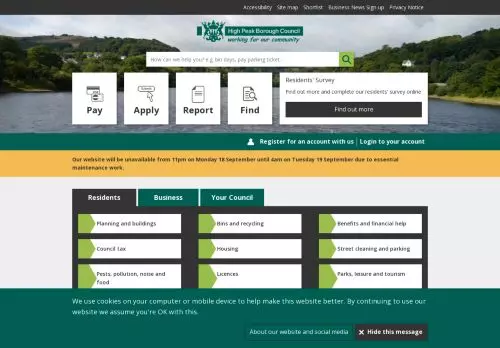 Accessibility Site map Shortlist Business News Sign up Privacy Notice
High Peak Borough Council
working for our community
How can we help you? e.g. bin days, pay parking ticket
Pay
Apply
Report
Find
Residents' Survey
Find out more and complete our residents' survey online
Find out more
Register for an account with us | Login to your account
Our website will be unavailable from 11pm on Monday 18 September until 4am on Tuesday 19 September due to essential
maintenance work.
Residents Business Your Council
Planning and buildings
Bins and recycling
Benefits and financial help
Council tax
Housing
Street cleaning and parking
Pests, pollution, noise and
food
Licences
Parks, leisure and tourism
We use cookies on your computer or mobile device to help make this website better. By continuing to use our
website we assume you're OK with this.
About our website and social media
Hide this message